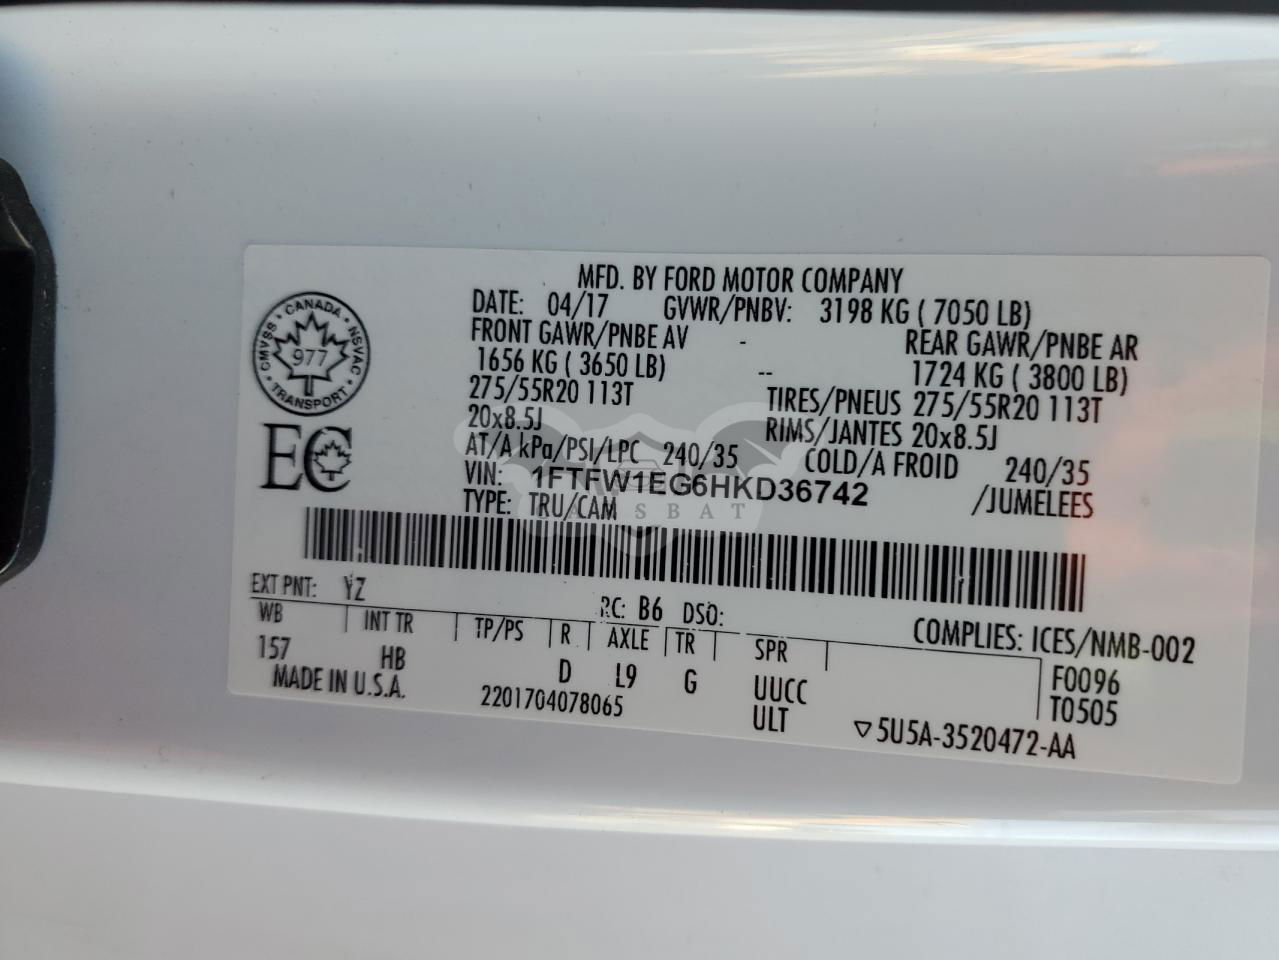 MFD. BY FORD MOTOR COMPANY
DATE: 04/17 GVWR/PNBV: 3198 KG ( 7050 LB)
FRONT GAWR/PNBE AV - REAR GAWR/PNBE AR
1656 KG ( 3650 LB) -- 1724 KG ( 3800 LB)
275/55R20 113T TIRES/PNEUS 275/55R20 113T
20x8.5J RIMS/JANTES 20x8.5J
AT/A kPa/PSI/LPC 240/35 COLD/A FROID 240/35
VIN: 1FTFW1EG6HKD36742 /JUMELEES
TYPE: TRU/CAM
CANADA
CMVSS 977 NSVAC
TRANSPORT
EC
EXT PNT: YZ RC: B6 DSO:
WB INT TR TP/PS R AXLE TR SPR COMPLIES: ICES/NMB-002
157 HB D L9 G UUCC F0096
MADE IN U.S.A. 2201704078065 ULT T0505
5U5A-3520472-AA